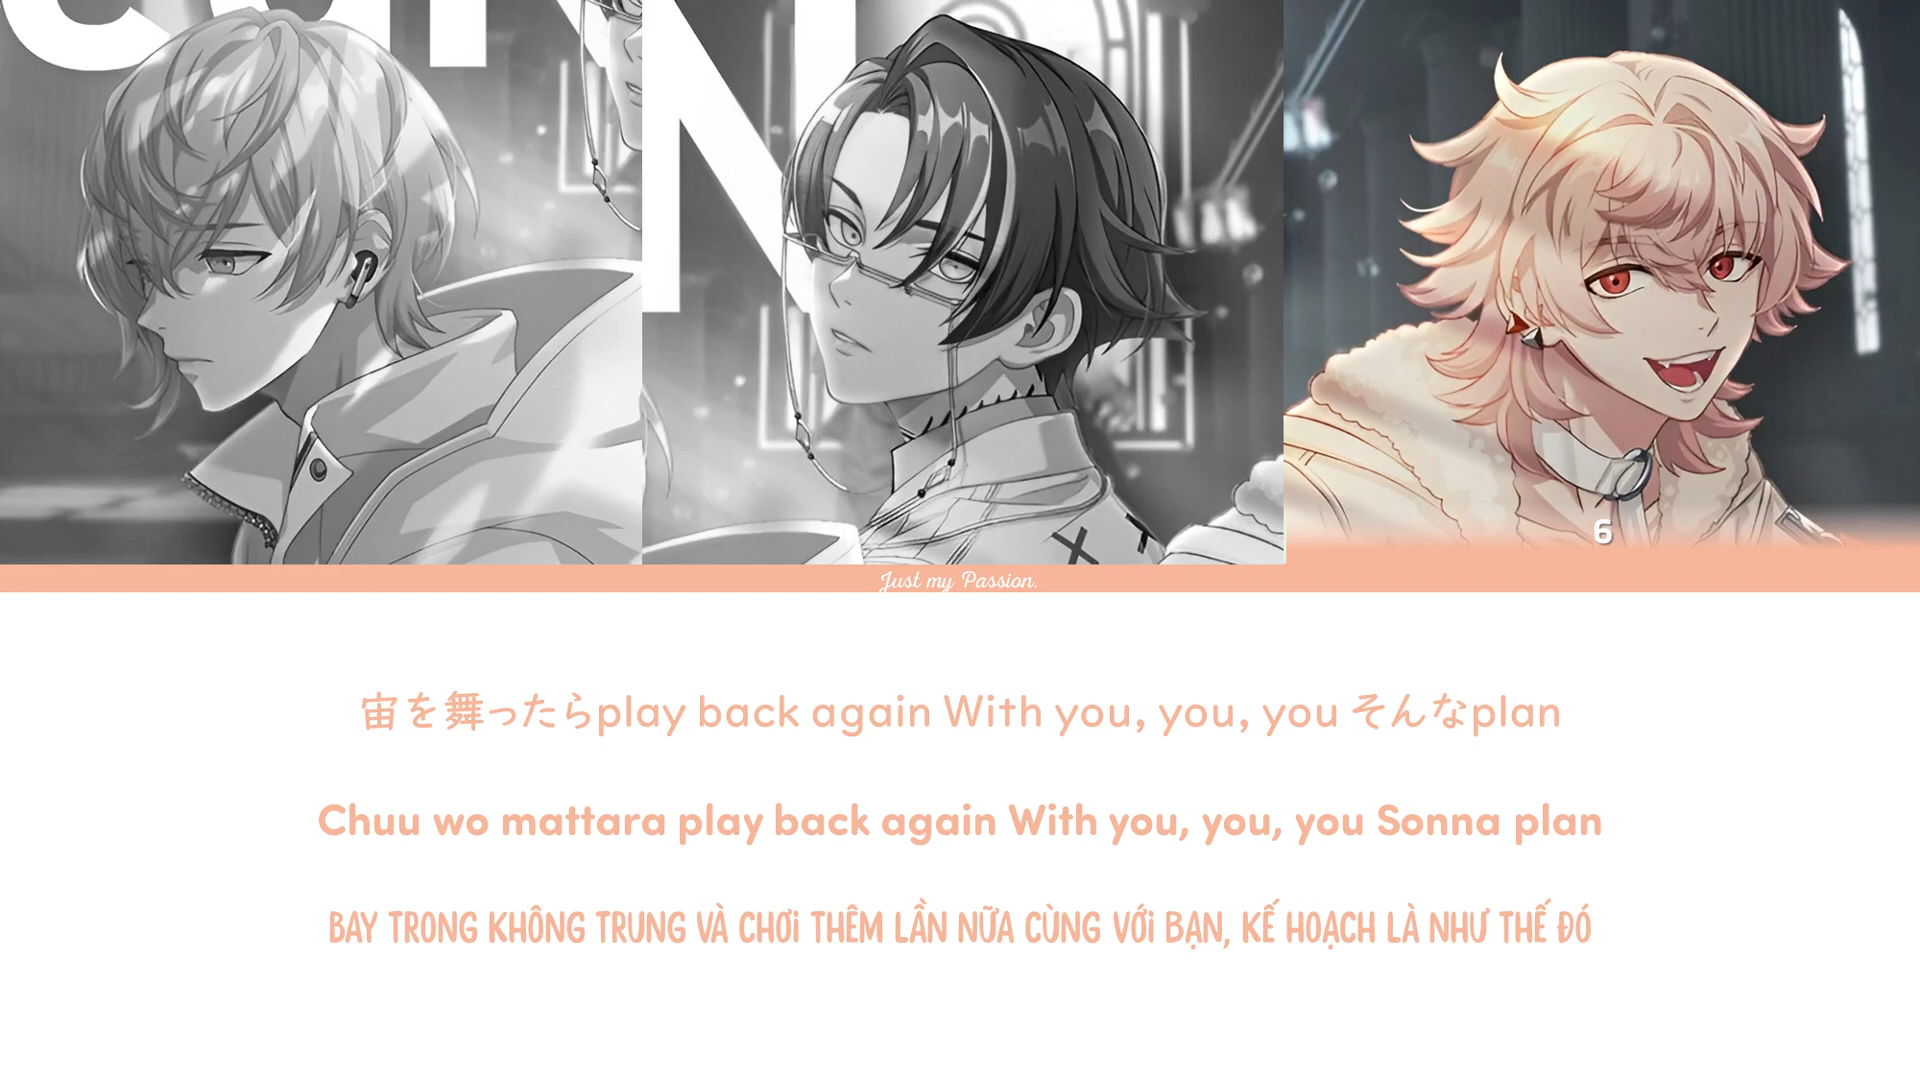 6
Just my Passion.
宙を舞ったらplay back again With you, you, you そんなplan
Chuu wo mattara play back again With you, you, you Sonna plan
BAY TRONG KHÔNG TRUNG VÀ CHƠi THÊM LẦN NỮA CÙNG VỚi BẠN, KẾ HOẠCH LÀ NHƯ THẾ ĐÓ